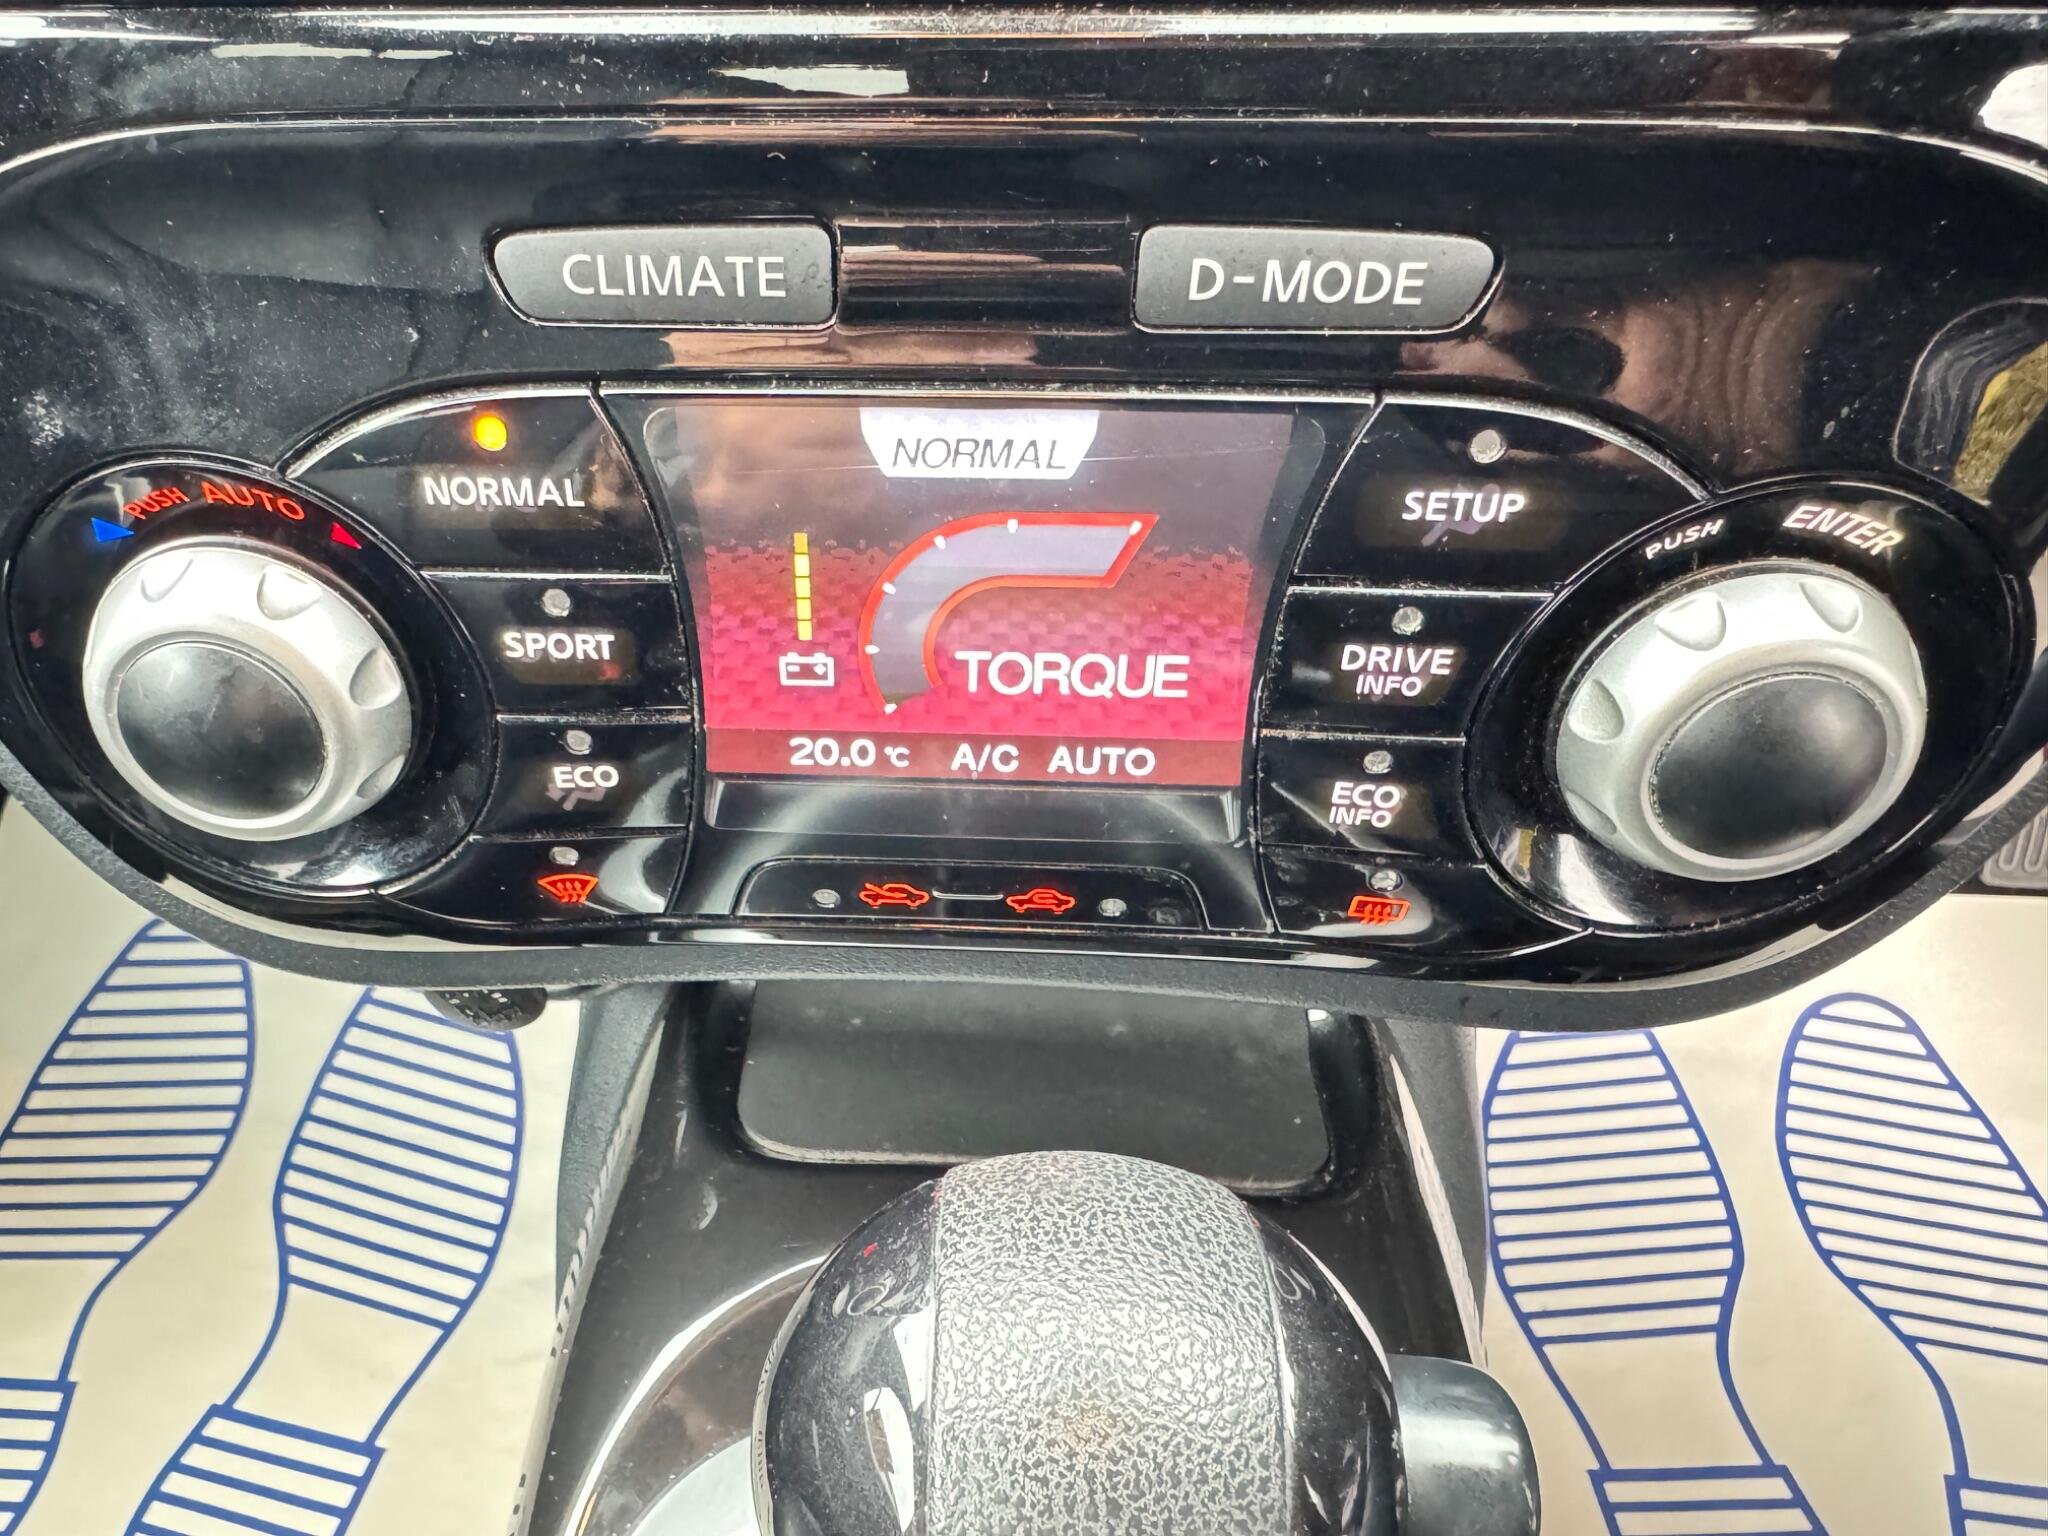 CLIMATE
D-MODE
PUSH AUTO
NORMAL
NORMAL
SETUP
PUSH ENTER
SPORT
DRIVE
INFO
TORQUE
ECO
20.0 °C A/C AUTO
ECO
INFO